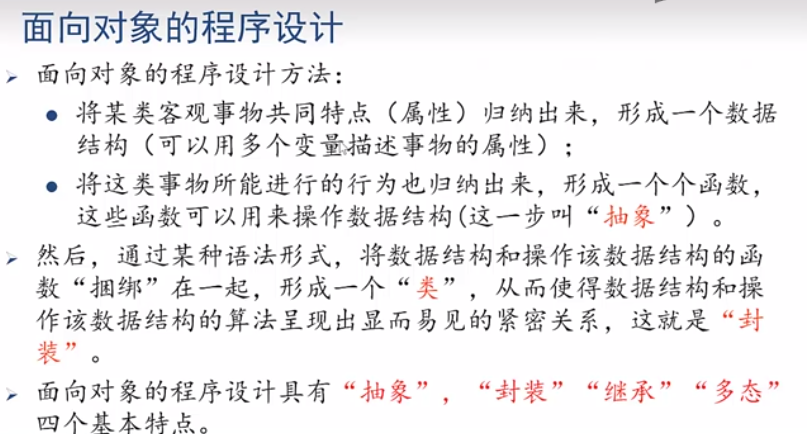 面向对象的程序设计
面向对象的程序设计方法：
将某类客观事物共同特点（属性）归纳出来，形成一个数据
结构（可以用多个变量描述事物的属性）；
将这类事物所能进行的行为也归纳出来，形成一个个函数，
这些函数可以用来操作数据结构(这一步叫“抽象”）。
然后，通过某种语法形式，将数据结构和操作该数据结构的函
数“捆绑”在一起，形成一个“类”，从而使得数据结构和操
作该数据结构的算法呈现出显而易见的紧密关系，这就是“封
装”。
面向对象的程序设计具有“抽象”，“封装”“继承”“多态”
四个基本特点。